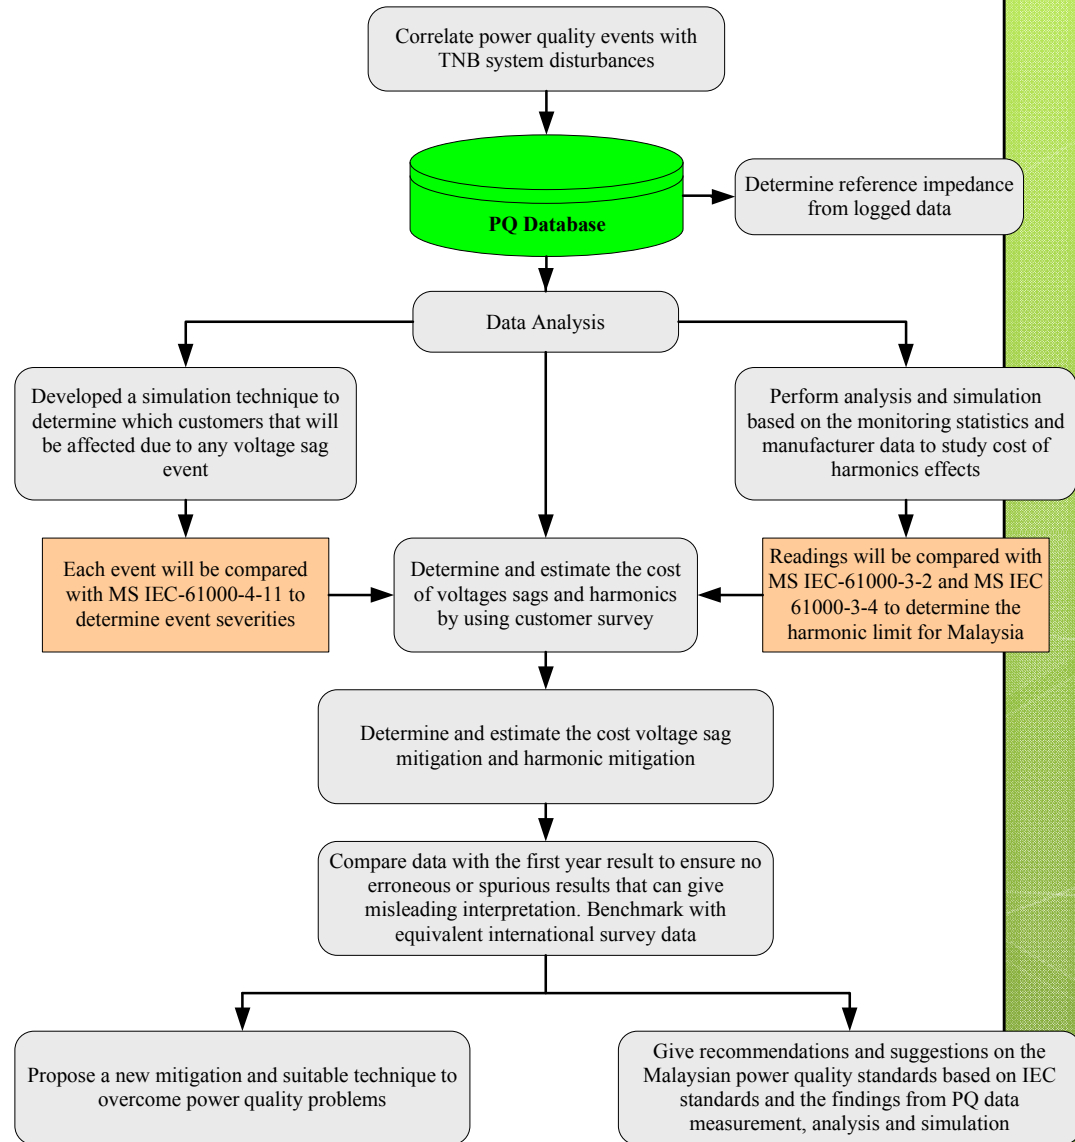 Correlate power quality events with
TNB system disturbances
PQ Database
Determine reference impedance
from logged data
Data Analysis
Developed a simulation technique to
determine which customers that will
be affected due to any voltage sag
event
Perform analysis and simulation
based on the monitoring statistics and
manufacturer data to study cost of
harmonics effects
Each event will be compared
with MS IEC-61000-4-11 to
determine event severities
Determine and estimate the cost
of voltages sags and harmonics
by using customer survey
Readings will be compared with
MS IEC-61000-3-2 and MS IEC
61000-3-4 to determine the
harmonic limit for Malaysia
Determine and estimate the cost voltage sag
mitigation and harmonic mitigation
Compare data with the first year result to ensure no
erroneous or spurious results that can give
misleading interpretation. Benchmark with
equivalent international survey data
Propose a new mitigation and suitable technique to
overcome power quality problems
Give recommendations and suggestions on the
Malaysian power quality standards based on IEC
standards and the findings from PQ data
measurement, analysis and simulation